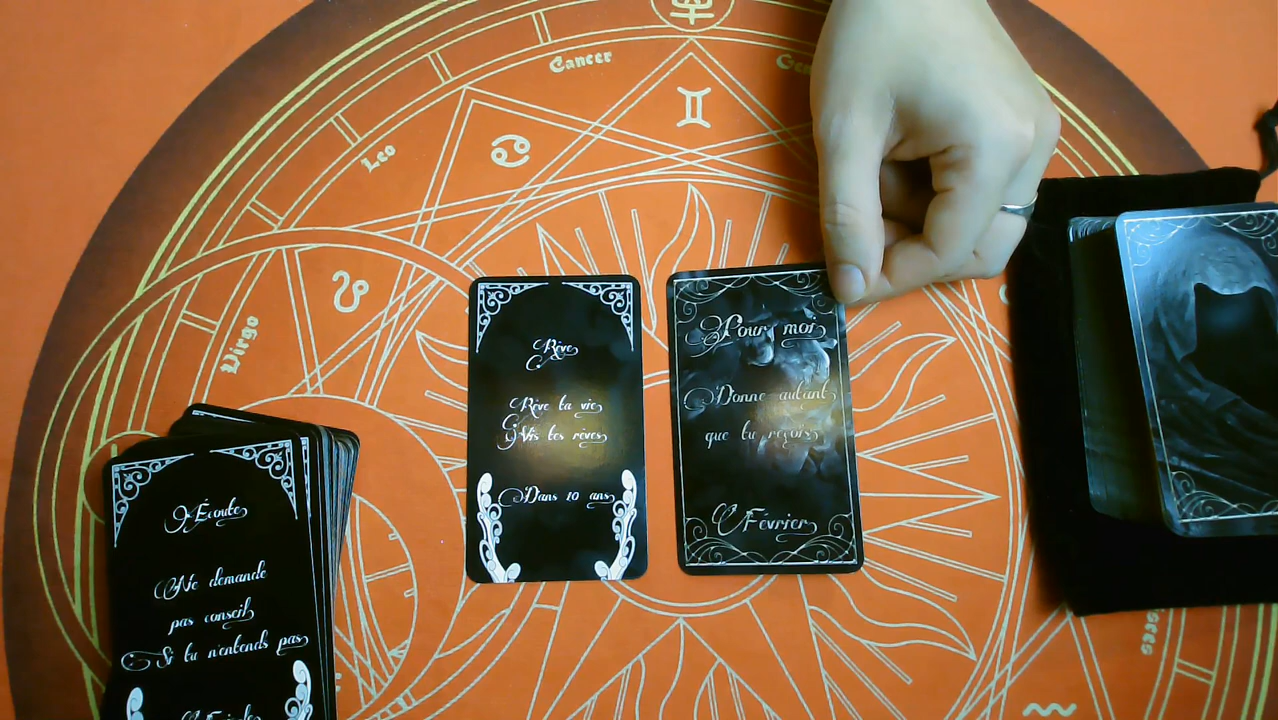 Cancer
Leo
Virgo
Rêve
Rêve ta vie
Vis tes rêves
Dans 10 ans
Pour moi
Donne autant
que tu reçois
Février
Écoute
Ne demande
pas conseil
Si tu n'entends pas